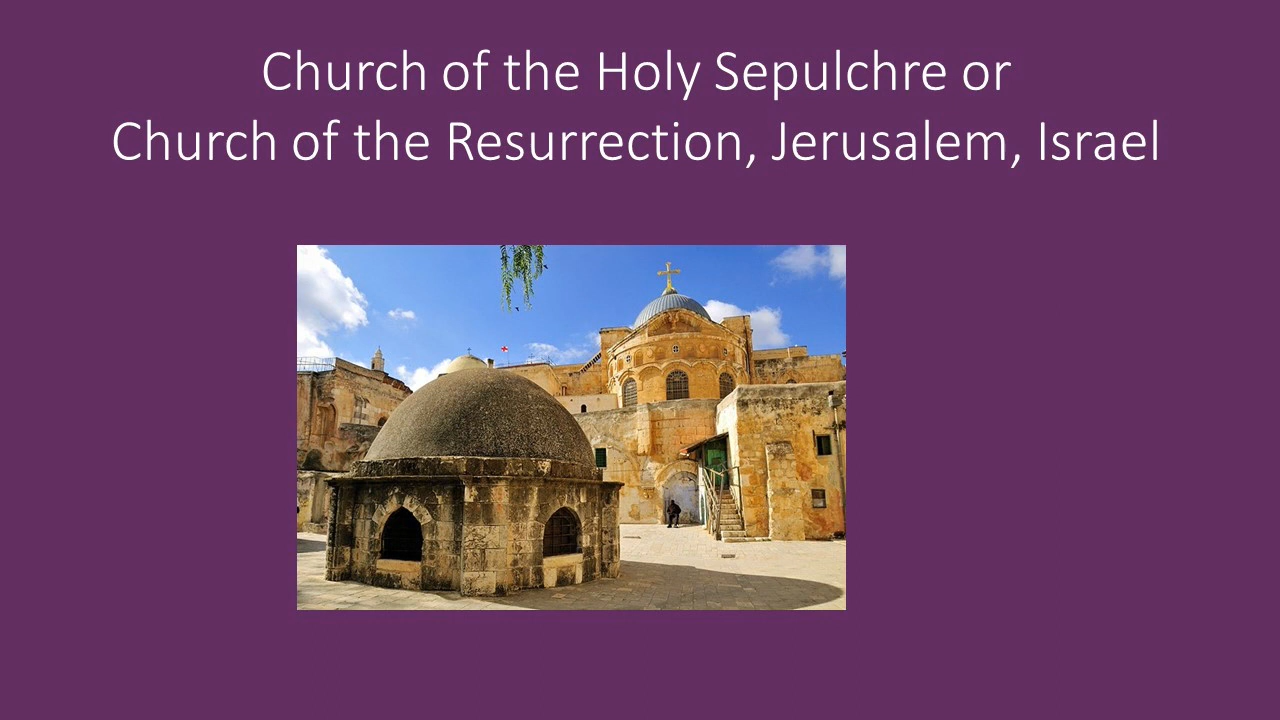 Church of the Holy Sepulchre or
Church of the Resurrection, Jerusalem, Israel